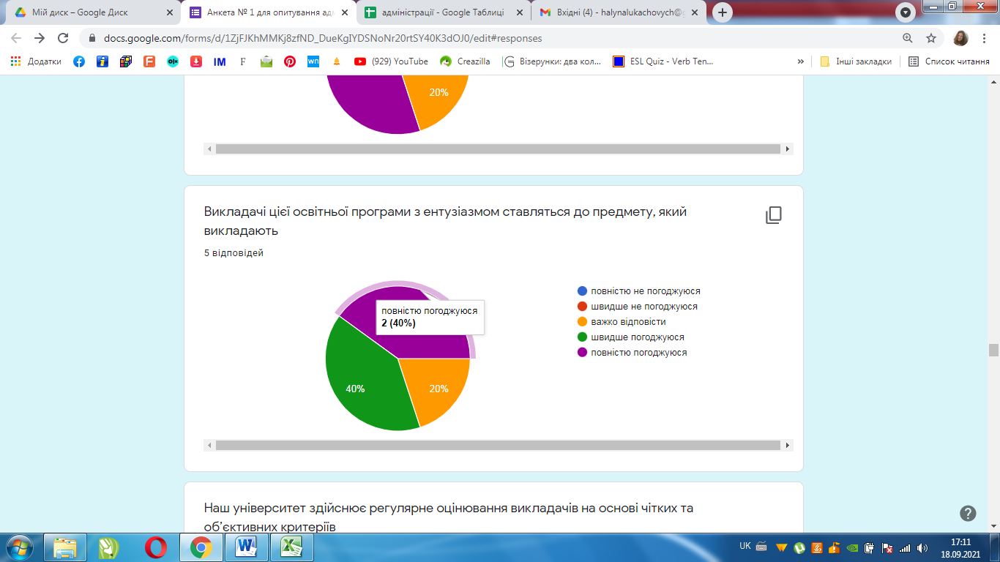 Мій диск – Google Диск
Анкета № 1 для опитування ад
адміністрації - Google Таблиці
Вхідні (4) - halynalukachovych@g
docs.google.com/forms/d/1ZjFJKhMMKj8zfND_DueKgIYDSNoNr20rtSY40K3dOJ0/edit#responses
Додатки
IM
F
wn
(929) YouTube
Creazilla
Візерунки: два кол...
ESL Quiz - Verb Ten...
»
Інші закладки
Список читання
20%
Викладачі цієї освітньої програми з ентузіазмом ставляться до предмету, який
викладають
5 відповідей
повністю погоджуюся
2 (40%)
40%
20%
повністю не погоджуюся
швидше не погоджуюся
важко відповісти
швидше погоджуюся
повністю погоджуюся
Наш університет здійснює регулярне оцінювання викладачів на основі чітких та
об’єктивних критеріїв
UK
17:11
18.09.2021